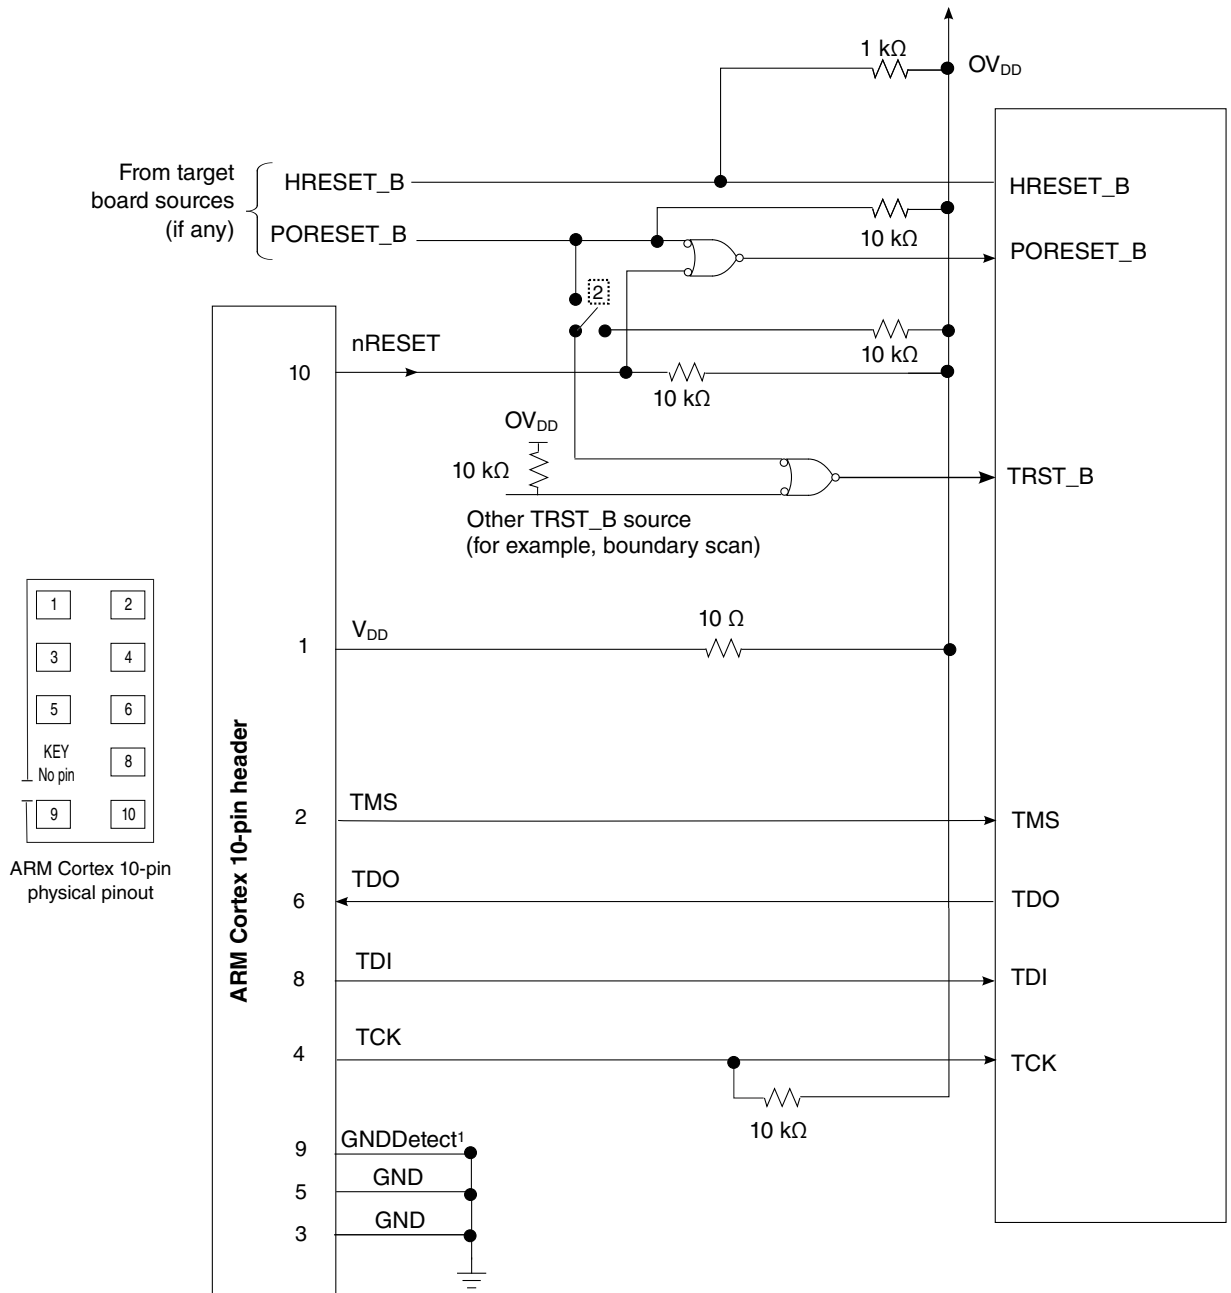 1 kΩ
OV_DD
From target
board sources
(if any)
HRESET_B
HRESET_B
PORESET_B
10 kΩ
PORESET_B
2
nRESET
10
10 kΩ
10 kΩ
OV_DD
10 kΩ
TRST_B
Other TRST_B source
(for example, boundary scan)
1
V_DD
10 Ω
1 2
3 4
5 6
KEY
No pin
8
9 10
ARM Cortex 10-pin
physical pinout
ARM Cortex 10-pin header
2
TMS
TMS
6
TDO
TDO
8
TDI
TDI
4
TCK
TCK
10 kΩ
9
GNDDetect¹
5
GND
3
GND